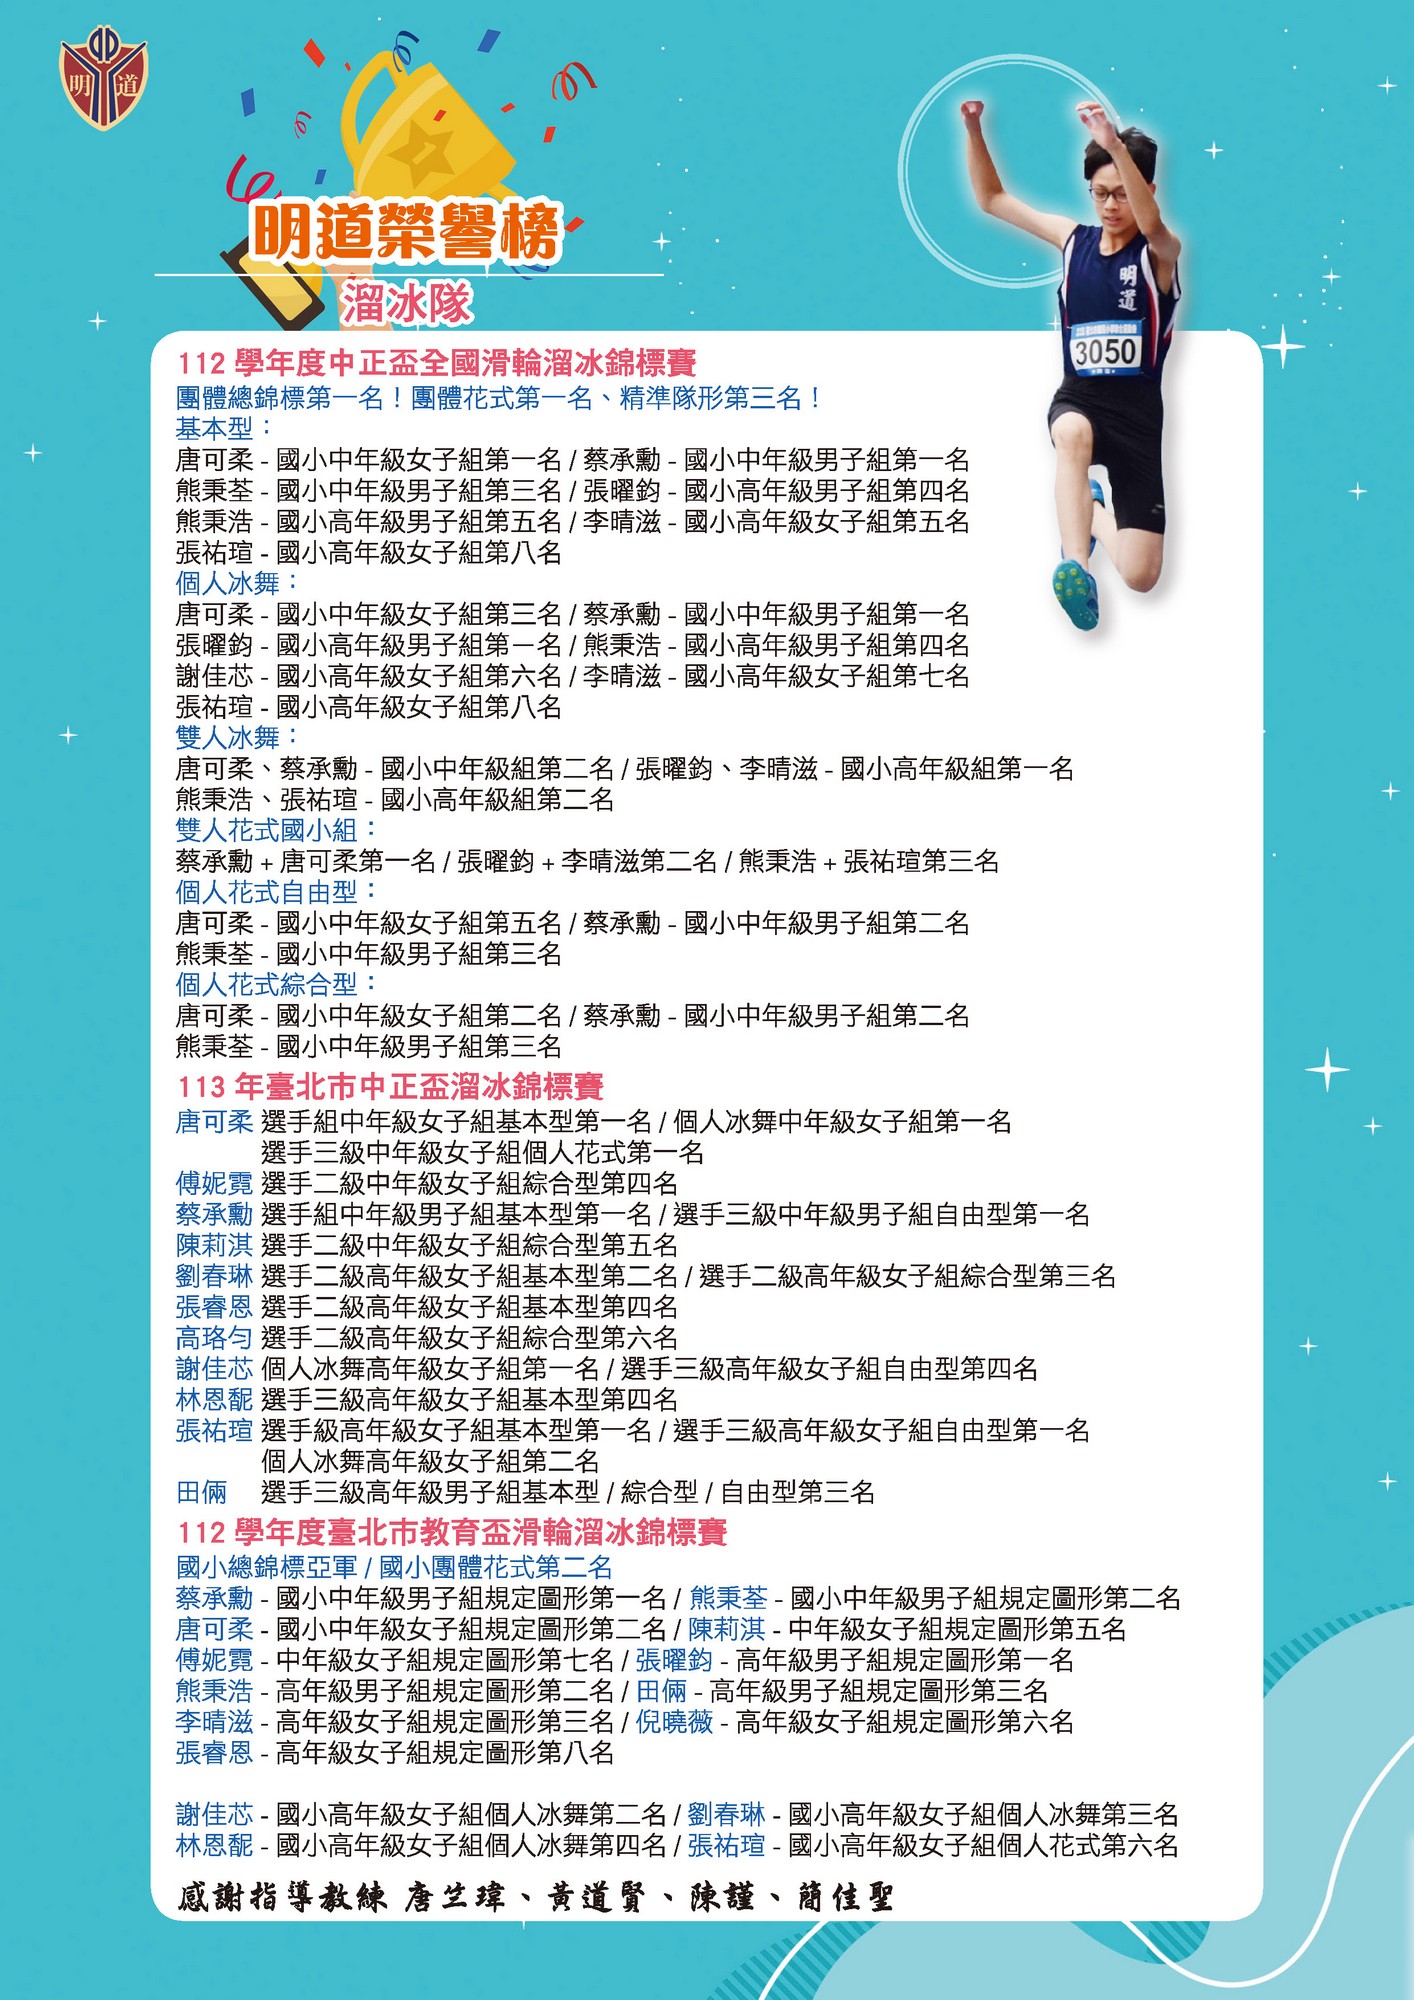 明道
明道榮譽榜
溜冰隊
明道
3050
112 學年度中正盃全國滑輪溜冰錦標賽
團體總錦標第一名！團體花式第一名、精準隊形第三名！
基本型：
唐可柔 - 國小中年級女子組第一名 / 蔡承勳 - 國小中年級男子組第一名
熊秉荃 - 國小中年級男子組第三名 / 張曜鈞 - 國小高年級男子組第四名
熊秉浩 - 國小高年級男子組第五名 / 李晴滋 - 國小高年級女子組第五名
張祐瑄 - 國小高年級女子組第八名
個人冰舞：
唐可柔 - 國小中年級女子組第三名 / 蔡承勳 - 國小中年級男子組第一名
張曜鈞 - 國小高年級男子組第一名 / 熊秉浩 - 國小高年級男子組第四名
謝佳芯 - 國小高年級女子組第六名 / 李晴滋 - 國小高年級女子組第七名
張祐瑄 - 國小高年級女子組第八名
雙人冰舞：
唐可柔、蔡承勳 - 國小中年級組第二名 / 張曜鈞、李晴滋 - 國小高年級組第一名
熊秉浩、張祐瑄 - 國小高年級組第二名
雙人花式國小組：
蔡承勳 + 唐可柔第一名 / 張曜鈞 + 李晴滋第二名 / 熊秉浩 + 張祐瑄第三名
個人花式自由型：
唐可柔 - 國小中年級女子組第五名 / 蔡承勳 - 國小中年級男子組第二名
熊秉荃 - 國小中年級男子組第三名
個人花式綜合型：
唐可柔 - 國小中年級女子組第二名 / 蔡承勳 - 國小中年級男子組第二名
熊秉荃 - 國小中年級男子組第三名
113 年臺北市中正盃溜冰錦標賽
唐可柔 選手組中年級女子組基本型第一名 / 個人冰舞中年級女子組第一名
選手三級中年級女子組個人花式第一名
傅妮霓 選手二級中年級女子組綜合型第四名
蔡承勳 選手組中年級男子組基本型第一名 / 選手三級中年級男子組自由型第一名
陳莉淇 選手二級中年級女子組綜合型第五名
劉春琳 選手二級高年級女子組基本型第二名 / 選手二級高年級女子組綜合型第三名
張睿恩 選手二級高年級女子組基本型第四名
高珞勻 選手二級高年級女子組綜合型第六名
謝佳芯 個人冰舞高年級女子組第一名 / 選手三級高年級女子組自由型第四名
林恩馜 選手三級高年級女子組基本型第四名
張祐瑄 選手級高年級女子組基本型第一名 / 選手三級高年級女子組自由型第一名
個人冰舞高年級女子組第二名
田倆 選手三級高年級男子組基本型 / 綜合型 / 自由型第三名
112 學年度臺北市教育盃滑輪溜冰錦標賽
國小總錦標亞軍 / 國小團體花式第二名
蔡承勳 - 國小中年級男子組規定圖形第一名 / 熊秉荃 - 國小中年級男子組規定圖形第二名
唐可柔 - 國小中年級女子組規定圖形第二名 / 陳莉淇 - 中年級女子組規定圖形第五名
傅妮霓 - 中年級女子組規定圖形第七名 / 張曜鈞 - 高年級男子組規定圖形第一名
熊秉浩 - 高年級男子組規定圖形第二名 / 田倆 - 高年級男子組規定圖形第三名
李晴滋 - 高年級女子組規定圖形第三名 / 倪曉薇 - 高年級女子組規定圖形第六名
張睿恩 - 高年級女子組規定圖形第八名
謝佳芯 - 國小高年級女子組個人冰舞第二名 / 劉春琳 - 國小高年級女子組個人冰舞第三名
林恩馜 - 國小高年級女子組個人冰舞第四名 / 張祐瑄 - 國小高年級女子組個人花式第六名
感謝指導教練 唐竺瑋、黃道賢、陳謹、簡佳聖